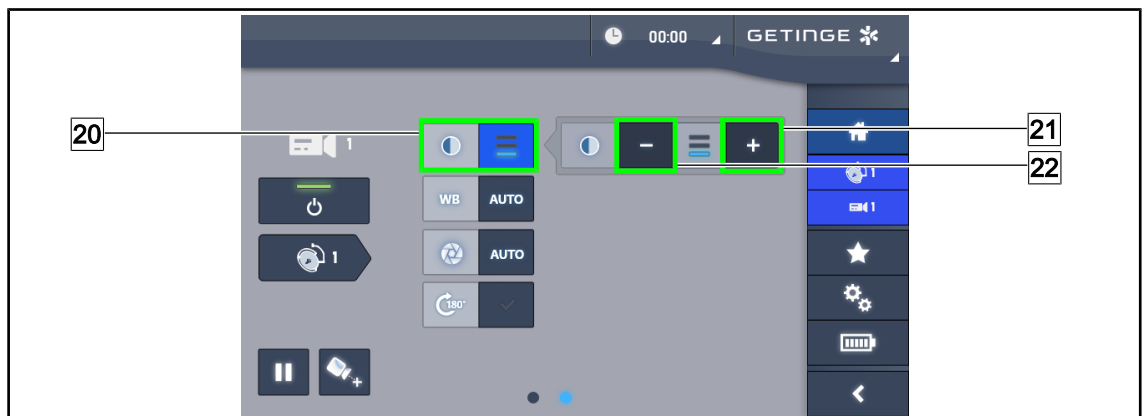 00:00 GETINGE
20 1 − + 21
1 22
WB AUTO 1
1 AUTO
180°
+